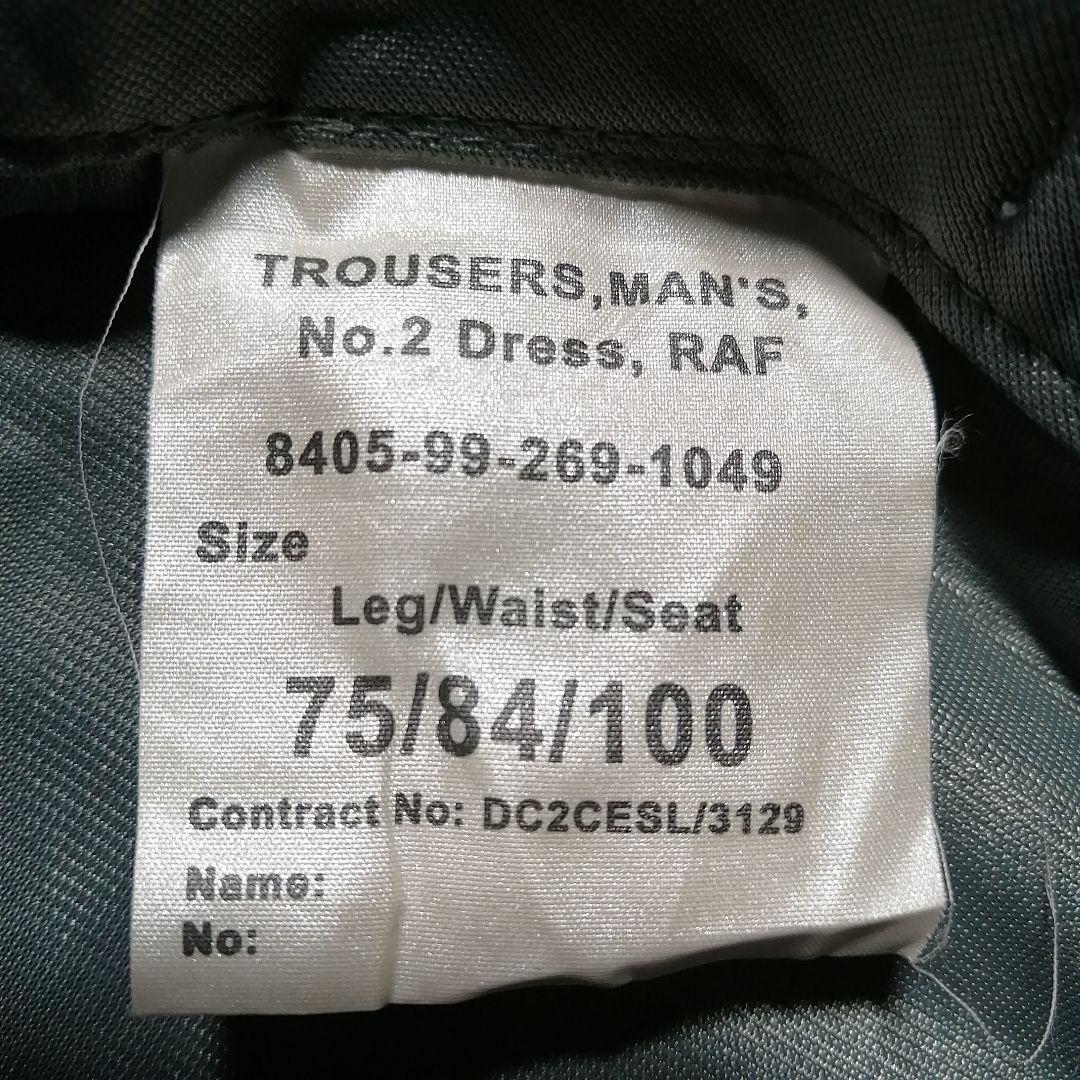 TROUSERS,MAN'S,
No.2 Dress, RAF
8405-99-269-1049
Size
Leg/Waist/Seat
75/84/100
Contract No: DC2CESL/3129
Name:
No: